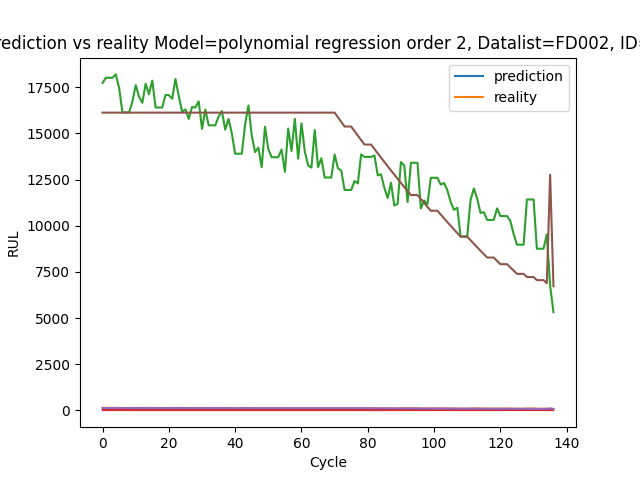 rediction vs reality Model=polynomial regression order 2, Datalist=FD002, ID=
prediction
reality
RUL
17500
15000
12500
10000
7500
5000
2500
0
0 20 40 60 80 100 120 140
Cycle